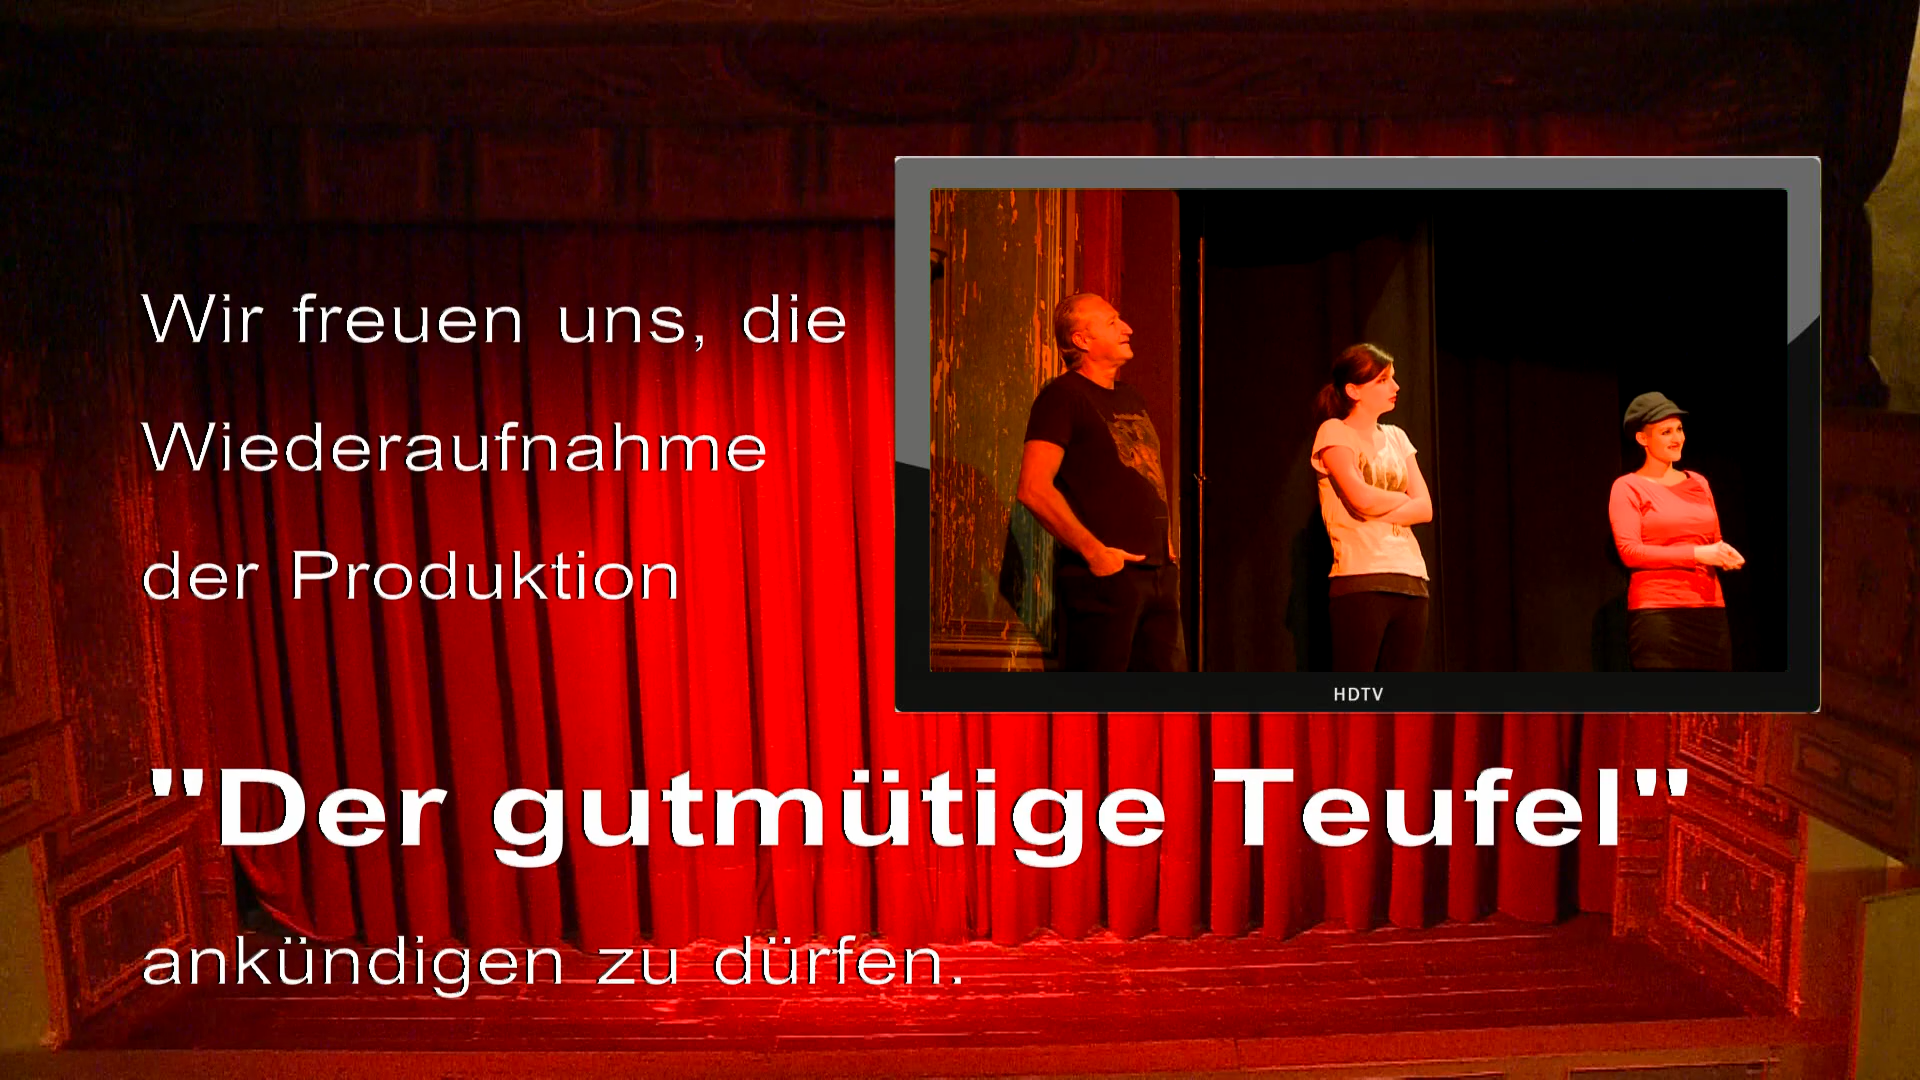 Wir freuen uns, die
Wiederaufnahme
der Produktion
HDTV
"Der gutmütige Teufel"
ankündigen zu dürfen.